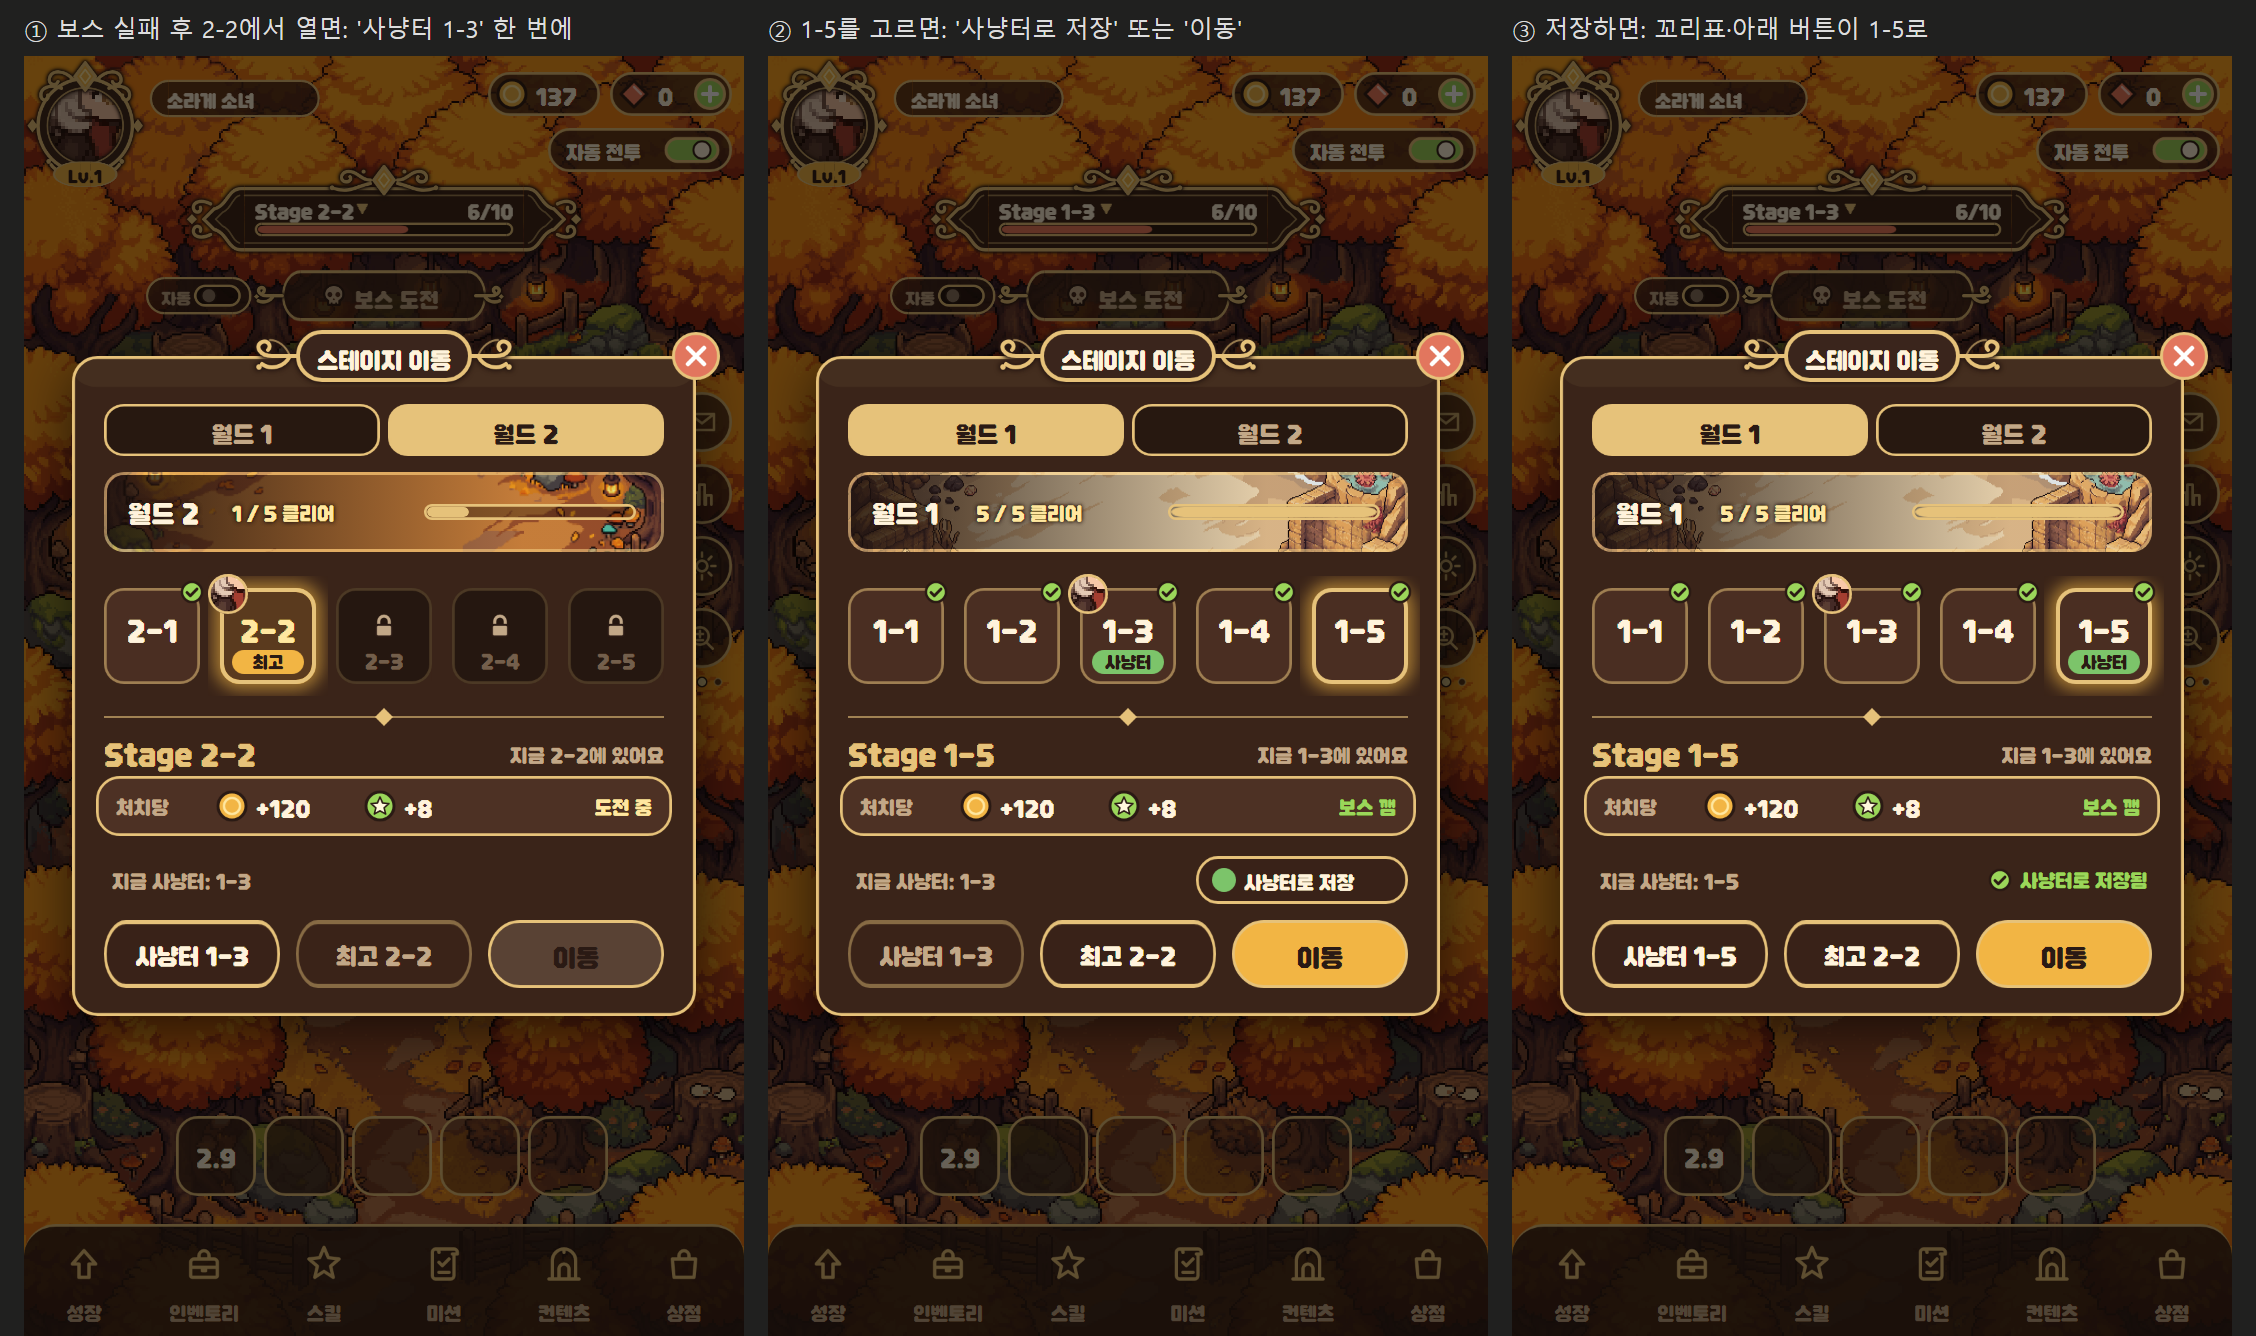 ① 보스 실패 후 2-2에서 열면: '사냥터 1-3' 한 번에
소라게 소녀
137
0
자동 전투
Lv.1
Stage 2-2
6/10
자동
보스 도전
스테이지 이동
월드 1
월드 2
월드 2
1 / 5 클리어
2-1
2-2
최고
2-3
2-4
2-5
Stage 2-2
지금 2-2에 있어요
처치당
+120
+8
도전 중
지금 사냥터: 1-3
사냥터 1-3
최고 2-2
이동
2.9
성장
인벤토리
스킬
미션
컨텐츠
상점
② 1-5를 고르면: '사냥터로 저장' 또는 '이동'
소라게 소녀
137
0
자동 전투
Lv.1
Stage 1-3
6/10
자동
보스 도전
스테이지 이동
월드 1
월드 2
월드 1
5 / 5 클리어
1-1
1-2
1-3
사냥터
1-4
1-5
Stage 1-5
지금 1-3에 있어요
처치당
+120
+8
보스 깸
지금 사냥터: 1-3
사냥터로 저장
사냥터 1-3
최고 2-2
이동
2.9
성장
인벤토리
스킬
미션
컨텐츠
상점
③ 저장하면: 꼬리표·아래 버튼이 1-5로
소라게 소녀
137
0
자동 전투
Lv.1
Stage 1-3
6/10
자동
보스 도전
스테이지 이동
월드 1
월드 2
월드 1
5 / 5 클리어
1-1
1-2
1-3
1-4
1-5
사냥터
Stage 1-5
지금 1-3에 있어요
처치당
+120
+8
보스 깸
지금 사냥터: 1-5
사냥터로 저장됨
사냥터 1-5
최고 2-2
이동
2.9
성장
인벤토리
스킬
미션
컨텐츠
상점